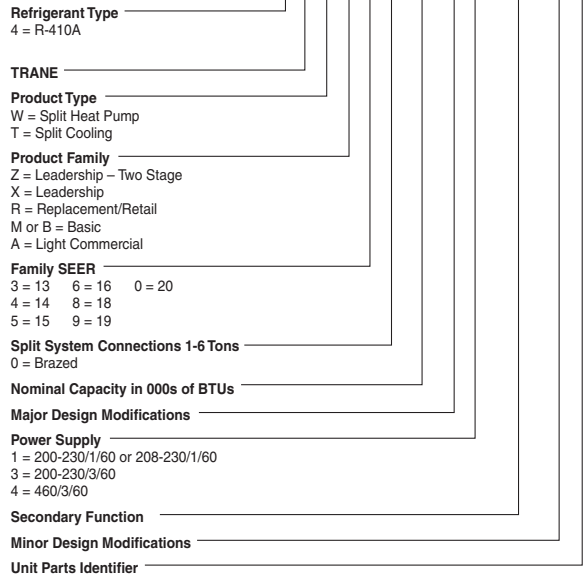 Refrigerant Type
4 = R-410A
TRANE
Product Type
W = Split Heat Pump
T = Split Cooling
Product Family
Z = Leadership – Two Stage
X = Leadership
R = Replacement/Retail
M or B = Basic
A = Light Commercial
Family SEER
3 = 13 6 = 16 0 = 20
4 = 14 8 = 18
5 = 15 9 = 19
Split System Connections 1-6 Tons
0 = Brazed
Nominal Capacity in 000s of BTUs
Major Design Modifications
Power Supply
1 = 200-230/1/60 or 208-230/1/60
3 = 200-230/3/60
4 = 460/3/60
Secondary Function
Minor Design Modifications
Unit Parts Identifier